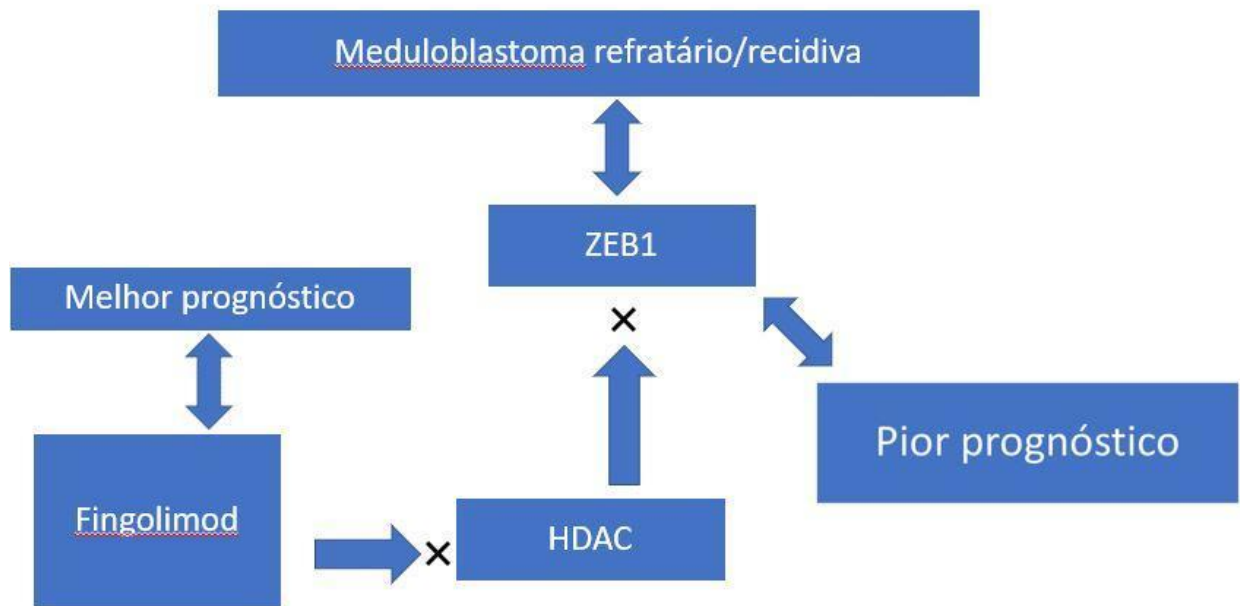 Meduloblastoma refratário/recidiva
ZEB1
Melhor prognóstico
Pior prognóstico
Fingolimod
HDAC